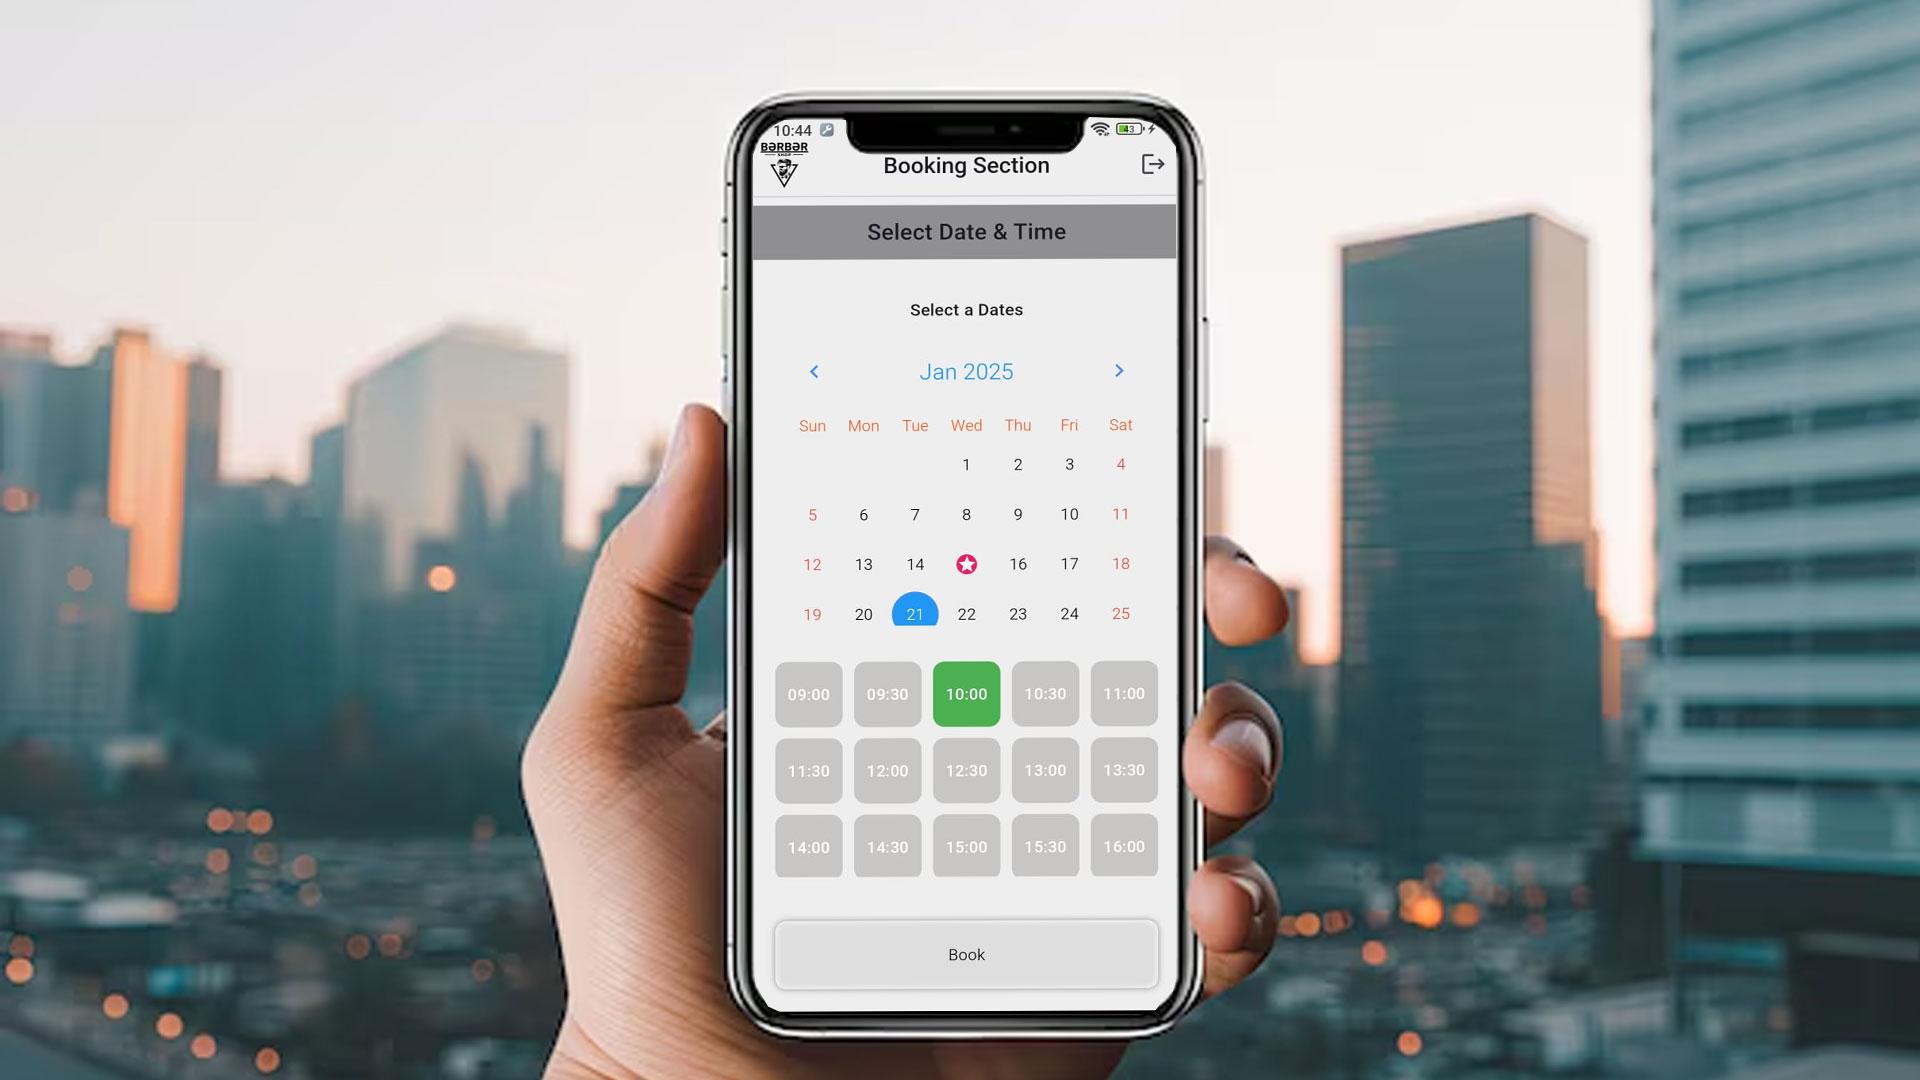 10:44
43
BƏRBƏR
SHOP
Booking Section
Select Date & Time
Select a Dates
Jan 2025
Sun Mon Tue Wed Thu Fri Sat
1 2 3 4
5 6 7 8 9 10 11
12 13 14 16 17 18
19 20 21 22 23 24 25
09:00 09:30 10:00 10:30 11:00
11:30 12:00 12:30 13:00 13:30
14:00 14:30 15:00 15:30 16:00
Book